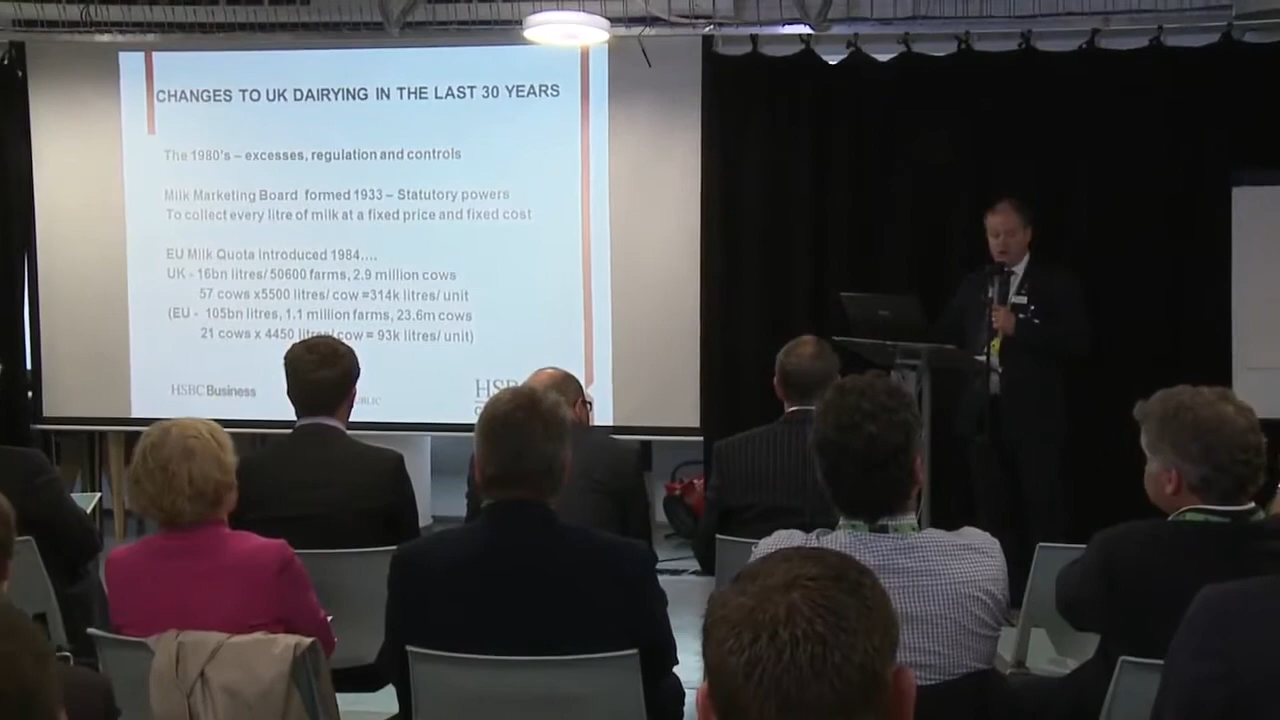 CHANGES TO UK DAIRYING IN THE LAST 30 YEARS
The 1980's – excesses, regulation and controls
Milk Marketing Board formed 1933 – Statutory powers
To collect every litre of milk at a fixed price and fixed cost
EU Milk Quota introduced 1984....
UK - 16bn litres/ 50600 farms, 2.9 million cows
57 cows x5500 litres/ cow =314k litres/ unit
(EU - 105bn litres, 1.1 million farms, 23.6m cows
21 cows x 4450 litres/ cow = 93k litres/ unit)
HSBC Business